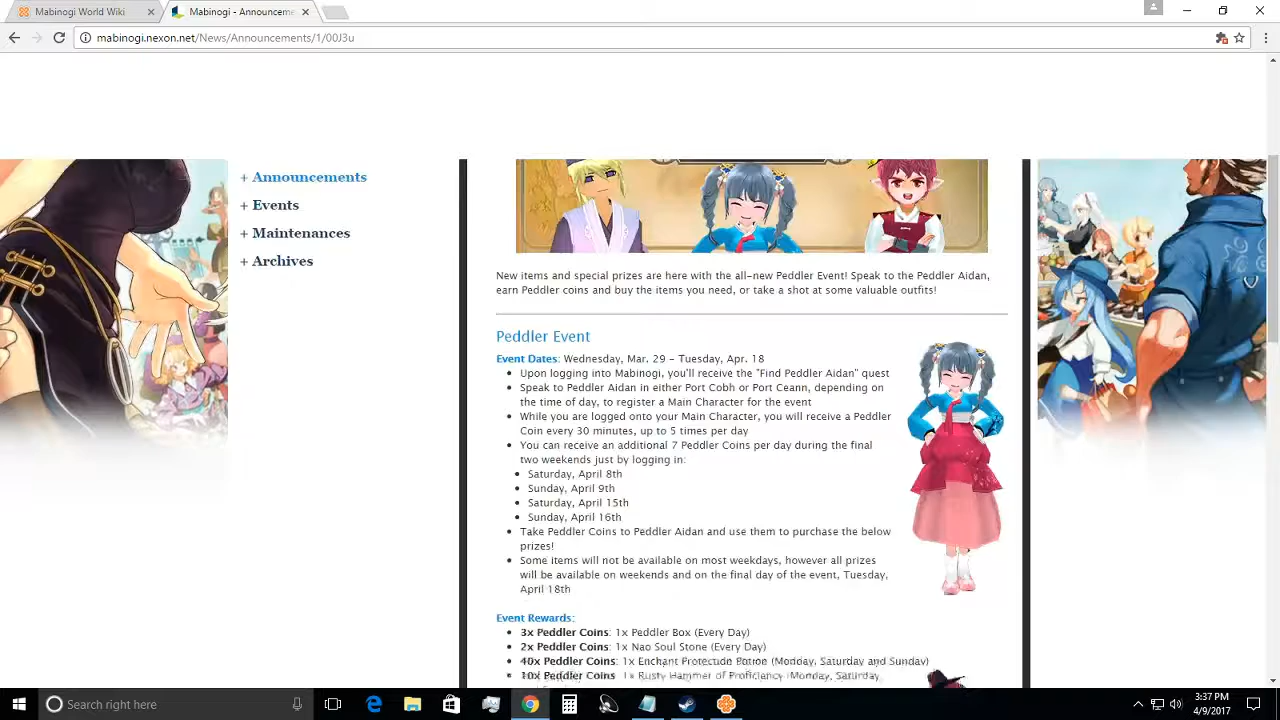 Mabinogi World Wiki
Mabinogi - Announceme
mabinogi.nexon.net/News/Announcements/1/00J3u
+ Announcements
+ Events
+ Maintenances
+ Archives
New items and special prizes are here with the all-new Peddler Event! Speak to the Peddler Aidan,
earn Peddler coins and buy the items you need, or take a shot at some valuable outfits!
Peddler Event
Event Dates: Wednesday, Mar. 29 - Tuesday, Apr. 18
Upon logging into Mabinogi, you'll receive the "Find Peddler Aidan" quest
Speak to Peddler Aidan in either Port Cobh or Port Ceann, depending on
the time of day, to register a Main Character for the event
While you are logged onto your Main Character, you will receive a Peddler
Coin every 30 minutes, up to 5 times per day
You can receive an additional 7 Peddler Coins per day during the final
two weekends just by logging in:
Saturday, April 8th
Sunday, April 9th
Saturday, April 15th
Sunday, April 16th
Take Peddler Coins to Peddler Aidan and use them to purchase the below
prizes!
Some items will not be available on most weekdays, however all prizes
will be available on weekends and on the final day of the event, Tuesday,
April 18th
Event Rewards:
3x Peddler Coins: 1x Peddler Box (Every Day)
2x Peddler Coins: 1x Nao Soul Stone (Every Day)
Peddler Coins: 1x Enchant Protection Potion (Monday, Saturday and Sunday)
Peddler Coins: 1x Rusty Hammer of Proficiency Monday, Saturday
Search right here
3:37 PM
4/9/2017